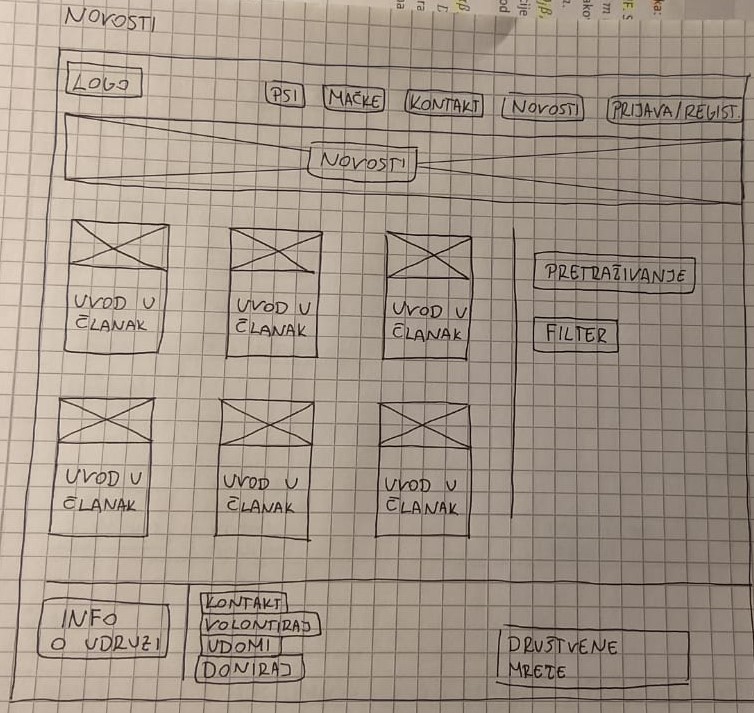 NOVOSTI
LOGO
PSI MAČKE KONTAKT NOVOSTI PRIJAVA/REGIST.
NOVOSTI
UVOD U
ČLANAK
UVOD U
ČLANAK
UVOD U
ČLANAK
PRETRAŽIVANJE
FILTER
UVOD U
ČLANAK
UVOD U
ČLANAK
UVOD U
ČLANAK
INFO
O UDRUZI
KONTAKT
VOLONTIRAJ
UDOMI
DONIRAJ
DRUŠTVENE
MREŽE